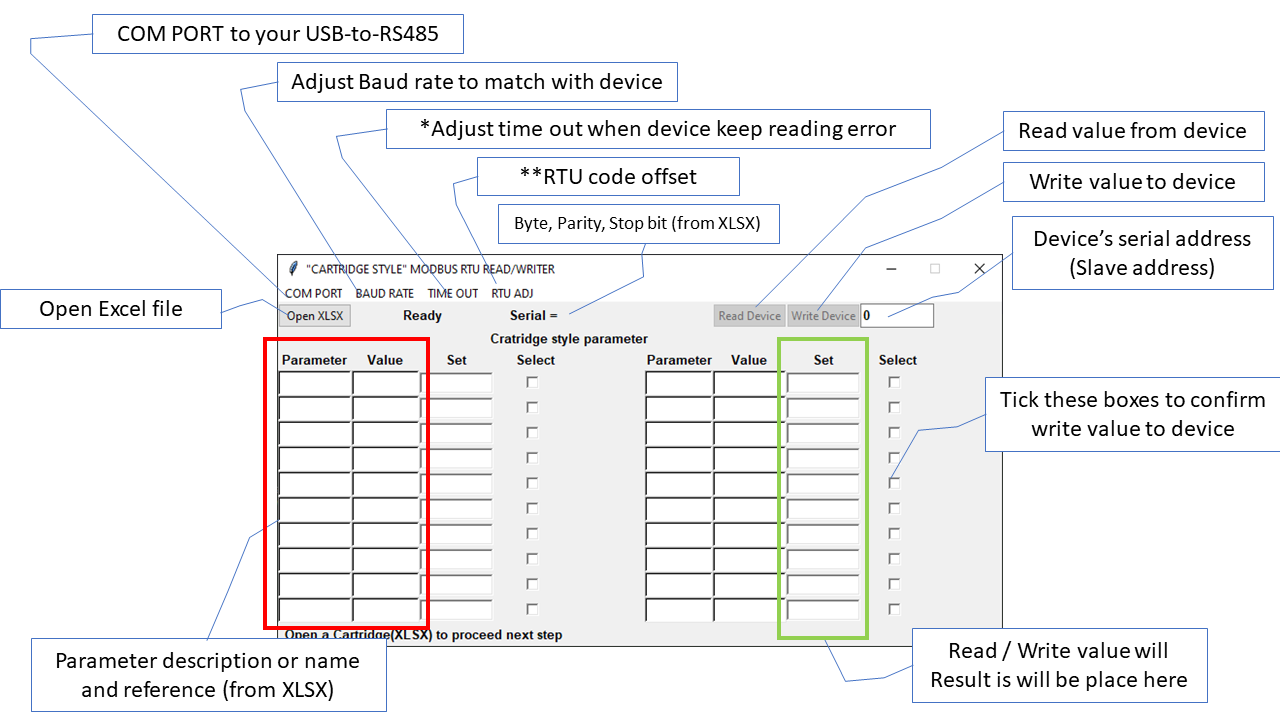 COM PORT to your USB-to-RS485
Adjust Baud rate to match with device
*Adjust time out when device keep reading error
Read value from device
**RTU code offset
Write value to device
Byte, Parity, Stop bit (from XLSX)
Device's serial address
(Slave address)
"CARTRIDGE STYLE" MODBUS RTU READ/WRITER
COM PORT BAUD RATE TIME OUT RTU ADJ
Open Excel file
Open XLSX Ready Serial = Read Device Write Device 0
Cratridge style parameter
Parameter Value Set Select Parameter Value Set Select
Tick these boxes to confirm
write value to device
Open a Cartridge(XLSX) to proceed next step
Parameter description or name
and reference (from XLSX)
Read / Write value will
Result is will be place here